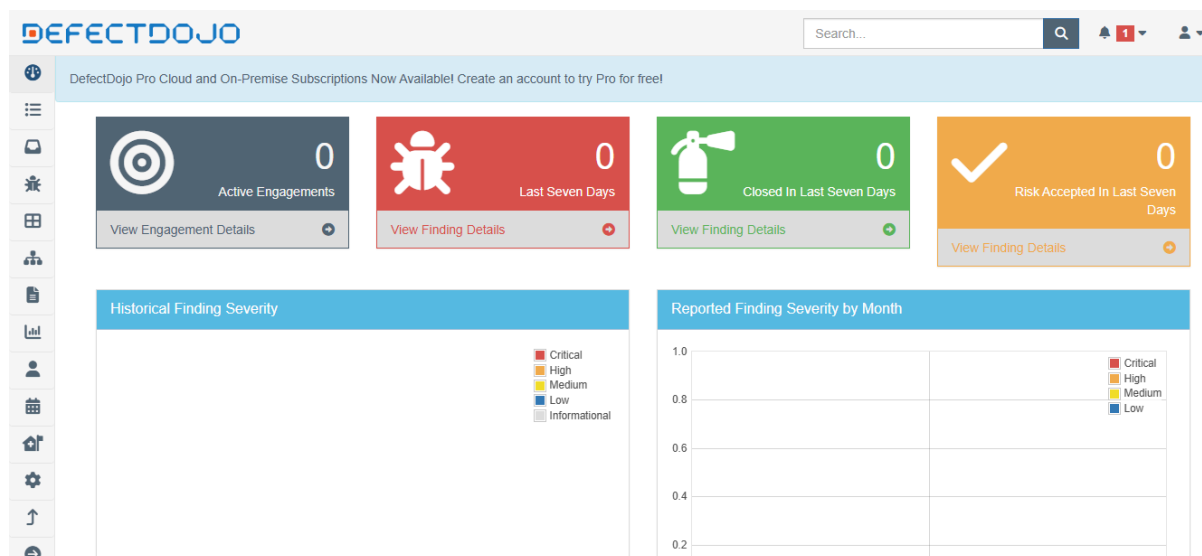 DEFECTDOJO
Search...
1
DefectDojo Pro Cloud and On-Premise Subscriptions Now Available! Create an account to try Pro for free!
0
Active Engagements
View Engagement Details
0
Last Seven Days
View Finding Details
0
Closed In Last Seven Days
View Finding Details
0
Risk Accepted In Last Seven
Days
View Finding Details
Historical Finding Severity
Critical
High
Medium
Low
Informational
Reported Finding Severity by Month
1.0
0.8
0.6
0.4
0.2
Critical
High
Medium
Low